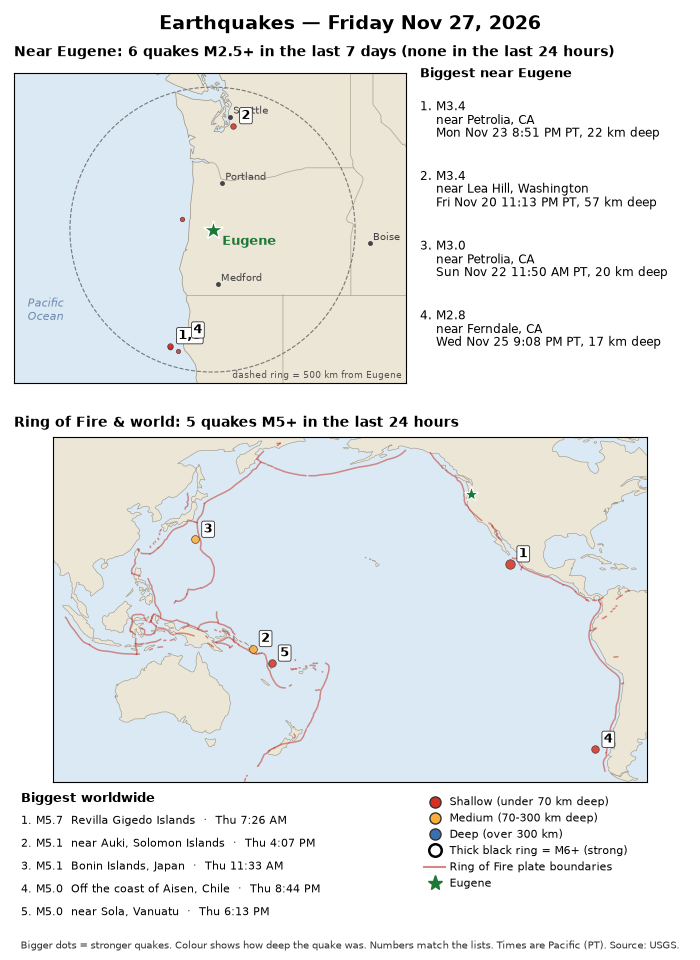 Earthquakes — Friday Nov 27, 2026
Near Eugene: 6 quakes M2.5+ in the last 7 days (none in the last 24 hours)
Seattle
2
Portland
Eugene
Boise
Medford
Pacific
Ocean
1,
4
dashed ring = 500 km from Eugene
Biggest near Eugene
1. M3.4
near Petrolia, CA
Mon Nov 23 8:51 PM PT, 22 km deep
2. M3.4
near Lea Hill, Washington
Fri Nov 20 11:13 PM PT, 57 km deep
3. M3.0
near Petrolia, CA
Sun Nov 22 11:50 AM PT, 20 km deep
4. M2.8
near Ferndale, CA
Wed Nov 25 9:08 PM PT, 17 km deep
Ring of Fire & world: 5 quakes M5+ in the last 24 hours
3
1
2
5
4
Biggest worldwide
1. M5.7 Revilla Gigedo Islands · Thu 7:26 AM
2. M5.1 near Auki, Solomon Islands · Thu 4:07 PM
3. M5.1 Bonin Islands, Japan · Thu 11:33 AM
4. M5.0 Off the coast of Aisen, Chile · Thu 8:44 PM
5. M5.0 near Sola, Vanuatu · Thu 6:13 PM
Shallow (under 70 km deep)
Medium (70-300 km deep)
Deep (over 300 km)
Thick black ring = M6+ (strong)
Ring of Fire plate boundaries
Eugene
Bigger dots = stronger quakes. Colour shows how deep the quake was. Numbers match the lists. Times are Pacific (PT). Source: USGS.